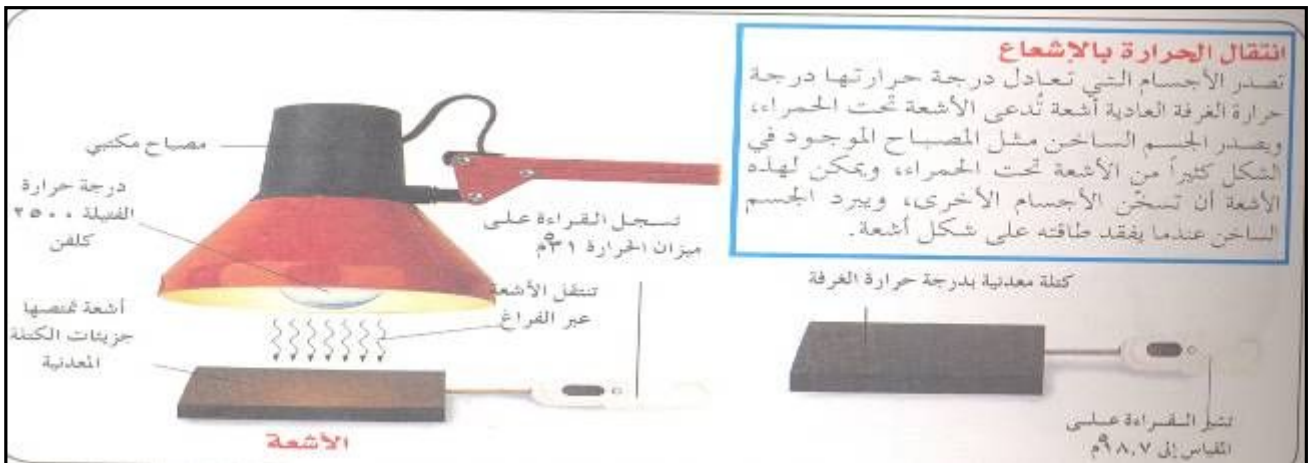 انتقال الحرارة بالإشعاع
تصدر الأجسام التي تعادل درجة حرارتها درجة
حرارة الغرفة العادية أشعة تُدعى الأشعة تحت الحمراء،
ويصدر الجسم الساخن مثل المصباح الموجود في
الشكل كثيراً من الأشعة تحت الحمراء، ويمكن لهذه
الأشعة أن تسخّن الأجسام الأخرى، ويبرد الجسم
الساخن عندما يفقد طاقته على شكل أشعة.
كتلة معدنية بدرجة حرارة الغرفة
تشير القراءة على
المقياس إلى ٩٨,٧°م
مصباح مكتبي
درجة حرارة
الفتيلة ٢٥٠٠
كلفن
تسجل القراءة على
ميزان الحرارة ٣١°م
تنتقل الأشعة
عبر الفراغ
أشعة تمتصها
جزيئات الكتلة
المعدنية
الأشعة